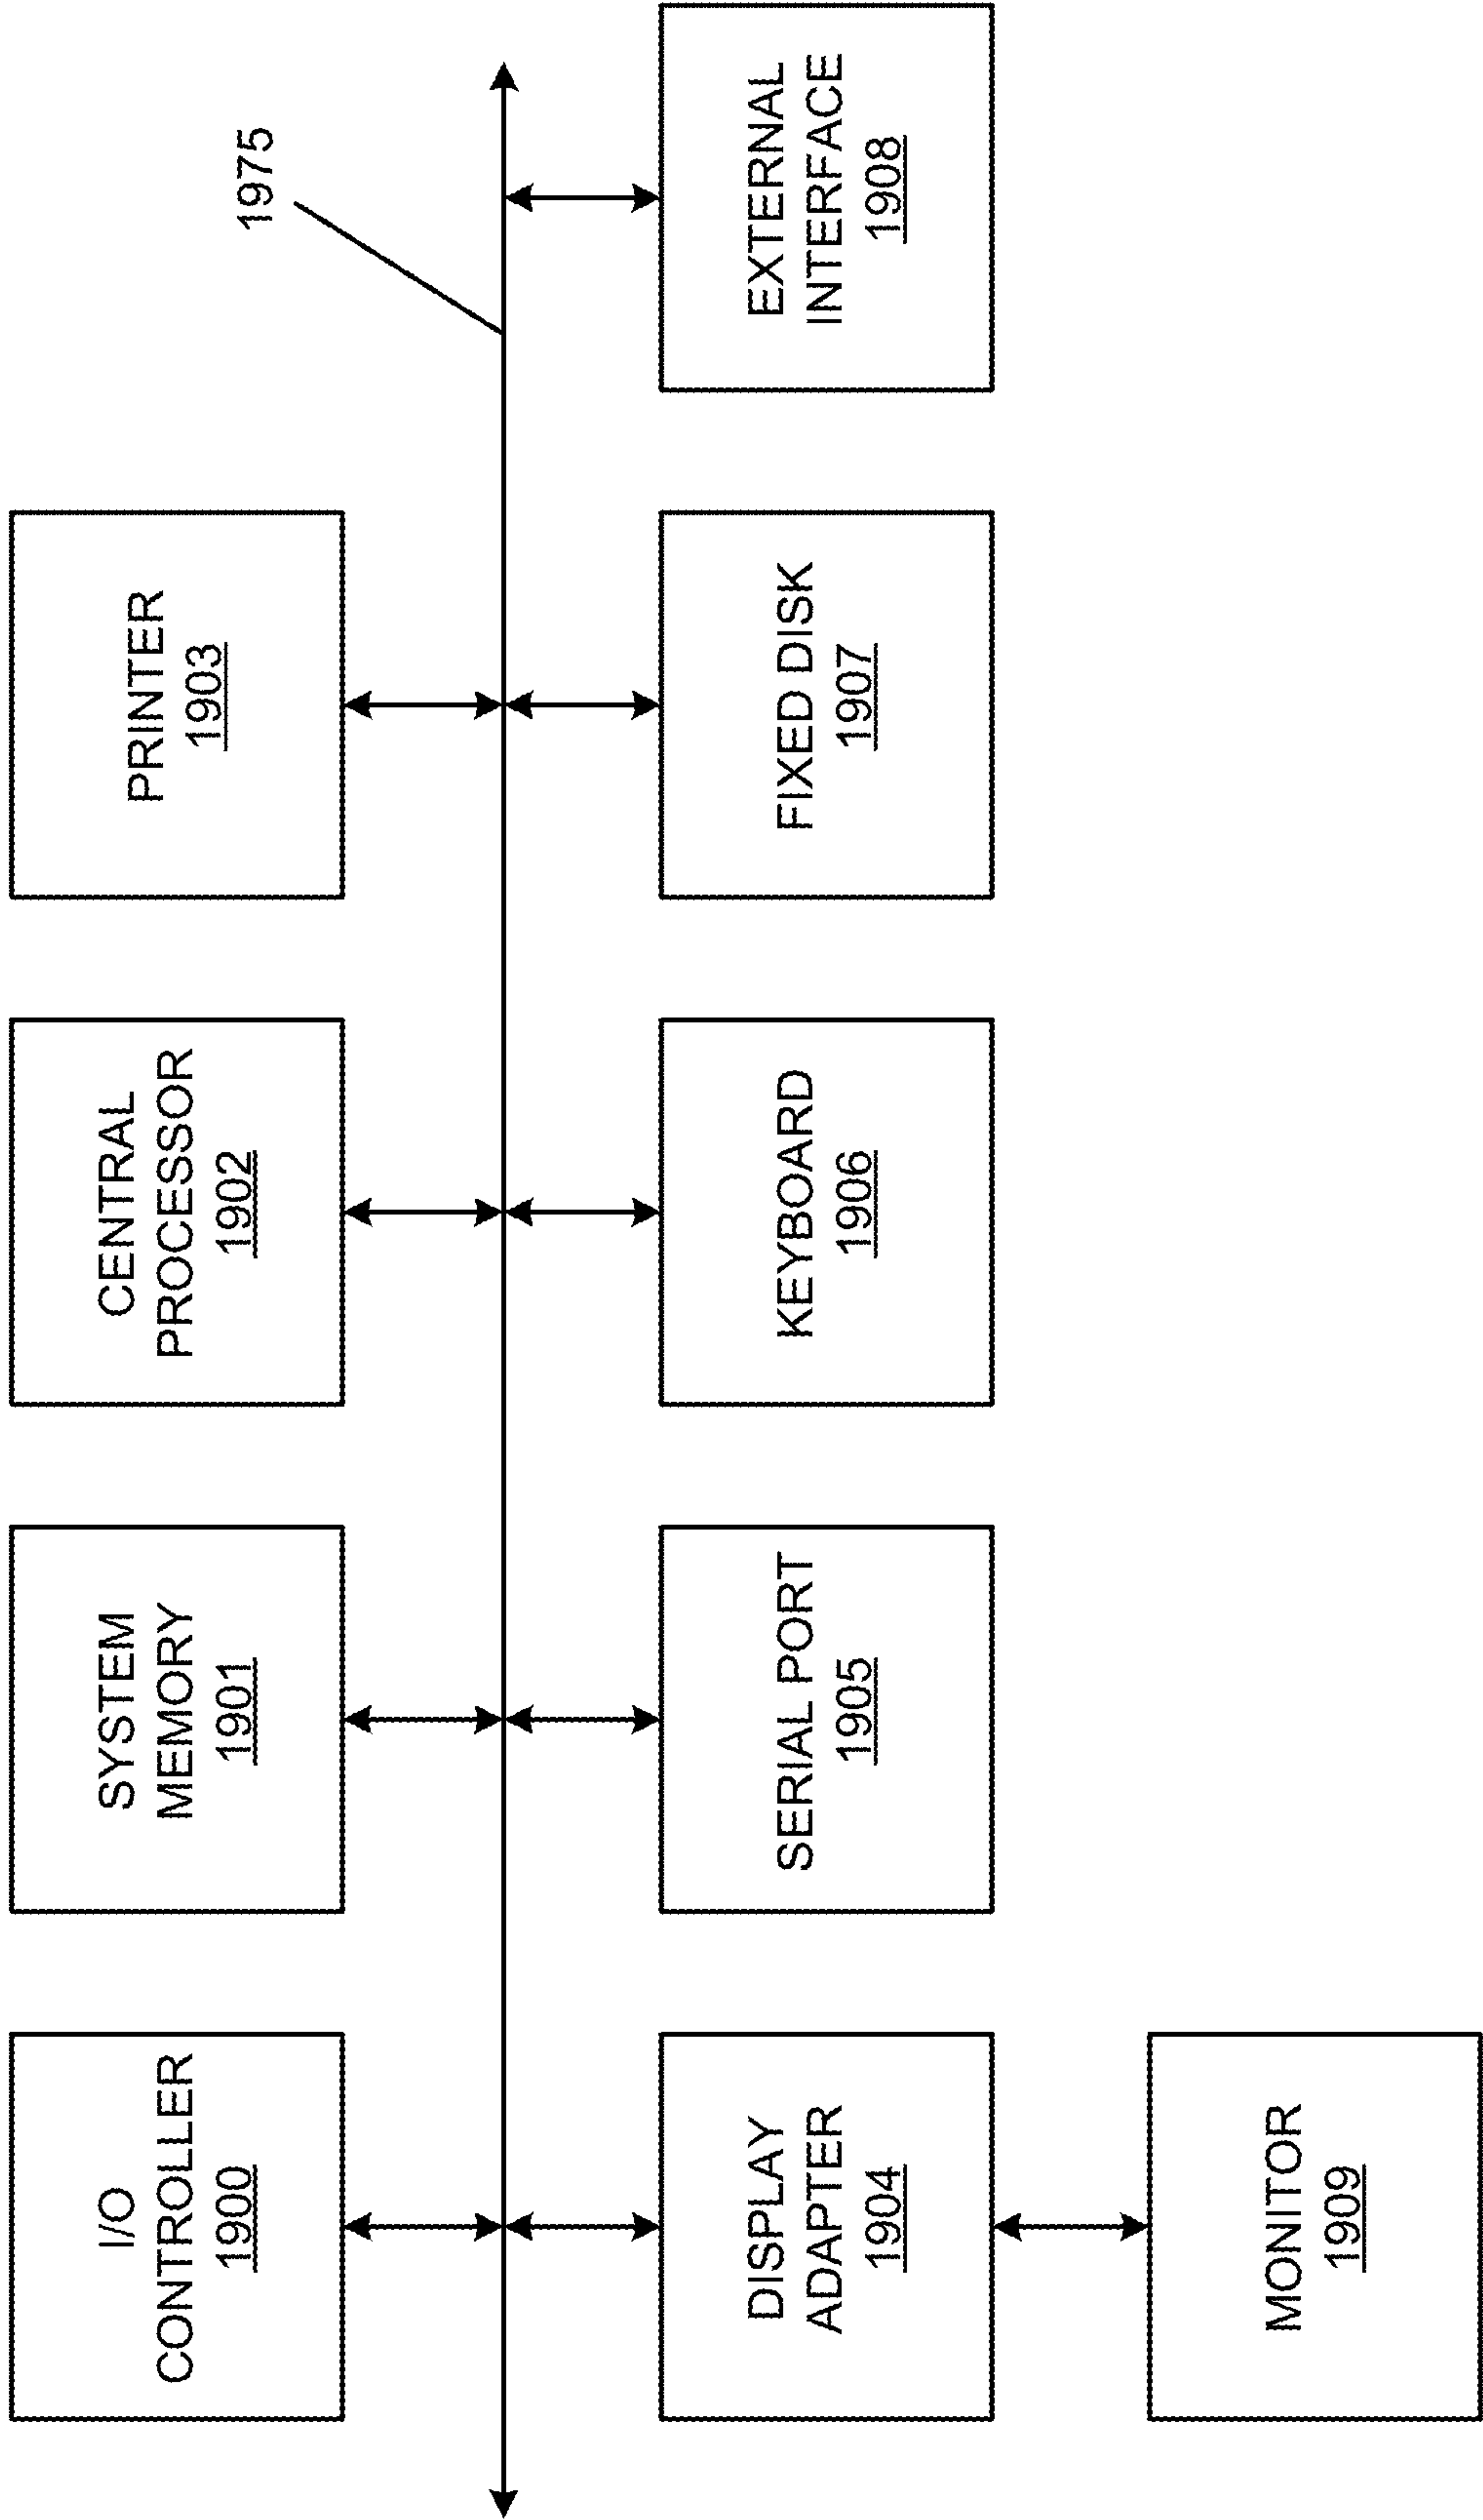 I/O
CONTROLLER
1900
SYSTEM
MEMORY
1901
CENTRAL
PROCESSOR
1902
PRINTER
1903
1975
DISPLAY
ADAPTER
1904
SERIAL PORT
1905
KEYBOARD
1906
FIXED DISK
1907
EXTERNAL
INTERFACE
1908
MONITOR
1909